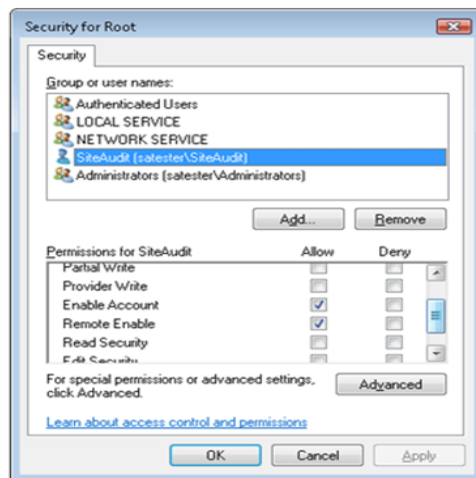 Security for Root
Security
Group or user names:
Authenticated Users
LOCAL SERVICE
NETWORK SERVICE
SiteAudit (satester\SiteAudit)
Administrators (satester\Administrators)
Add... Remove
Permissions for SiteAudit Allow Deny
Partial Write
Provider Write
Enable Account
Remote Enable
Read Security
Edit Security
For special permissions or advanced settings,
click Advanced.
Advanced
Learn about access control and permissions
OK Cancel Apply